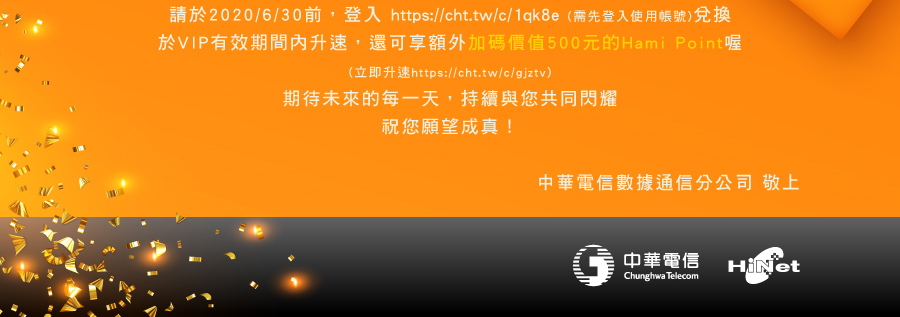 請於2020/6/30前，登入 https://cht.tw/c/1qk8e (需先登入使用帳號)兌換
於VIP有效期間內升速，還可享額外加碼價值500元的Hami Point喔
(立即升速https://cht.tw/c/gjztv)
期待未來的每一天，持續與您共同閃耀
祝您願望成真！
中華電信數據通信分公司 敬上
中華電信
Chunghwa Telecom
HiNet